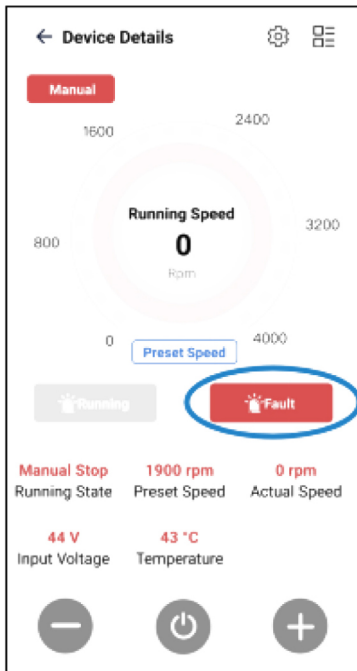 Device Details
Manual
1600
2400
800
3200
Running Speed
0
Rpm
0
4000
Preset Speed
Running
Fault
Manual Stop
1900 rpm
0 rpm
Running State
Preset Speed
Actual Speed
44 V
43 °C
Input Voltage
Temperature